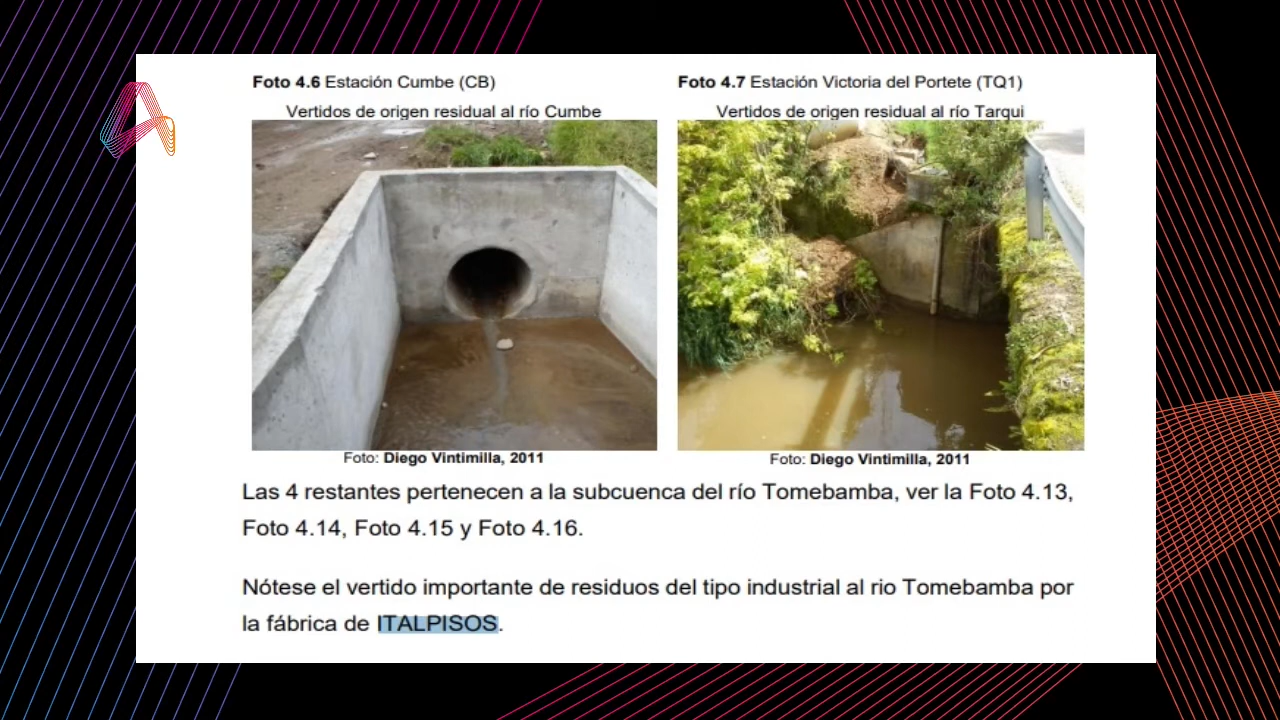 Foto 4.6 Estación Cumbe (CB)
Vertidos de origen residual al río Cumbe
Foto: Diego Vintimilla, 2011
Foto 4.7 Estación Victoria del Portete (TQ1)
Vertidos de origen residual al río Tarqui
Foto: Diego Vintimilla, 2011
Las 4 restantes pertenecen a la subcuenca del río Tomebamba, ver la Foto 4.13,
Foto 4.14, Foto 4.15 y Foto 4.16.
Nótese el vertido importante de residuos del tipo industrial al rio Tomebamba por
la fábrica de ITALPISOS.